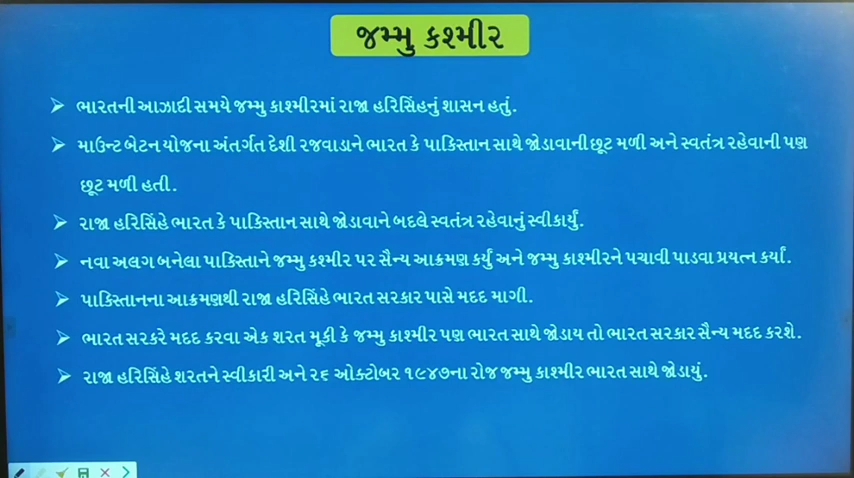 જમ્મુ કશ્મીર
➢ ભારતની આઝાદી સમયે જમ્મુ કાશ્મીરમાં રાજા હરિસિંહનું શાસન હતું.
➢ માઉન્ટ બેટન યોજના અંતર્ગત દેશી રજવાડાને ભારત કે પાકિસ્તાન સાથે જોડાવાની છૂટ મળી અને સ્વતંત્ર રહેવાની પણ
છૂટ મળી હતી.
➢ રાજા હરિસિંહે ભારત કે પાકિસ્તાન સાથે જોડાવાને બદલે સ્વતંત્ર રહેવાનું સ્વીકાર્યું.
➢ નવા અલગ બનેલા પાકિસ્તાને જમ્મુ કશ્મીર પર સૈન્ય આક્રમણ કર્યું અને જમ્મુ કાશ્મીરને પચાવી પાડવા પ્રયત્ન કર્યાં.
➢ પાકિસ્તાનના આક્રમણથી રાજા હરિસિંહે ભારત સરકાર પાસે મદદ માગી.
➢ ભારત સરકરે મદદ કરવા એક શરત મૂકી કે જમ્મુ કાશ્મીર પણ ભારત સાથે જોડાય તો ભારત સરકાર સૈન્ય મદદ કરશે.
➢ રાજા હરિસિંહે શરતને સ્વીકારી અને ૨૬ ઓક્ટોબર ૧૯૪૭ના રોજ જમ્મુ કાશ્મીર ભારત સાથે જોડાયું.